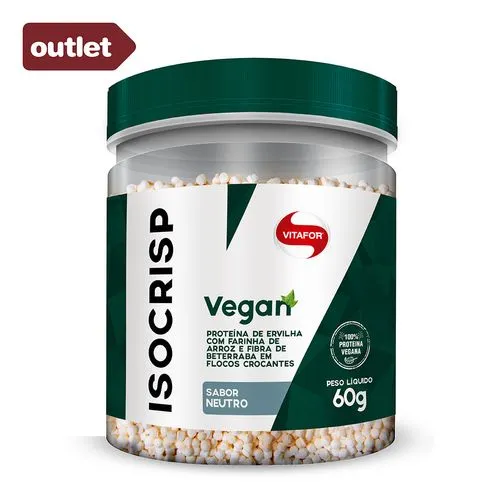 outlet
VITAFOR
ISOCRISP
Vegan
PROTEÍNA DE ERVILHA
COM FARINHA DE
ARROZ E FIBRA DE
BETERRABA EM
FLOCOS CROCANTES
SABOR
NEUTRO
100%
PROTEÍNA
VEGANA
PESO LÍQUIDO
60g